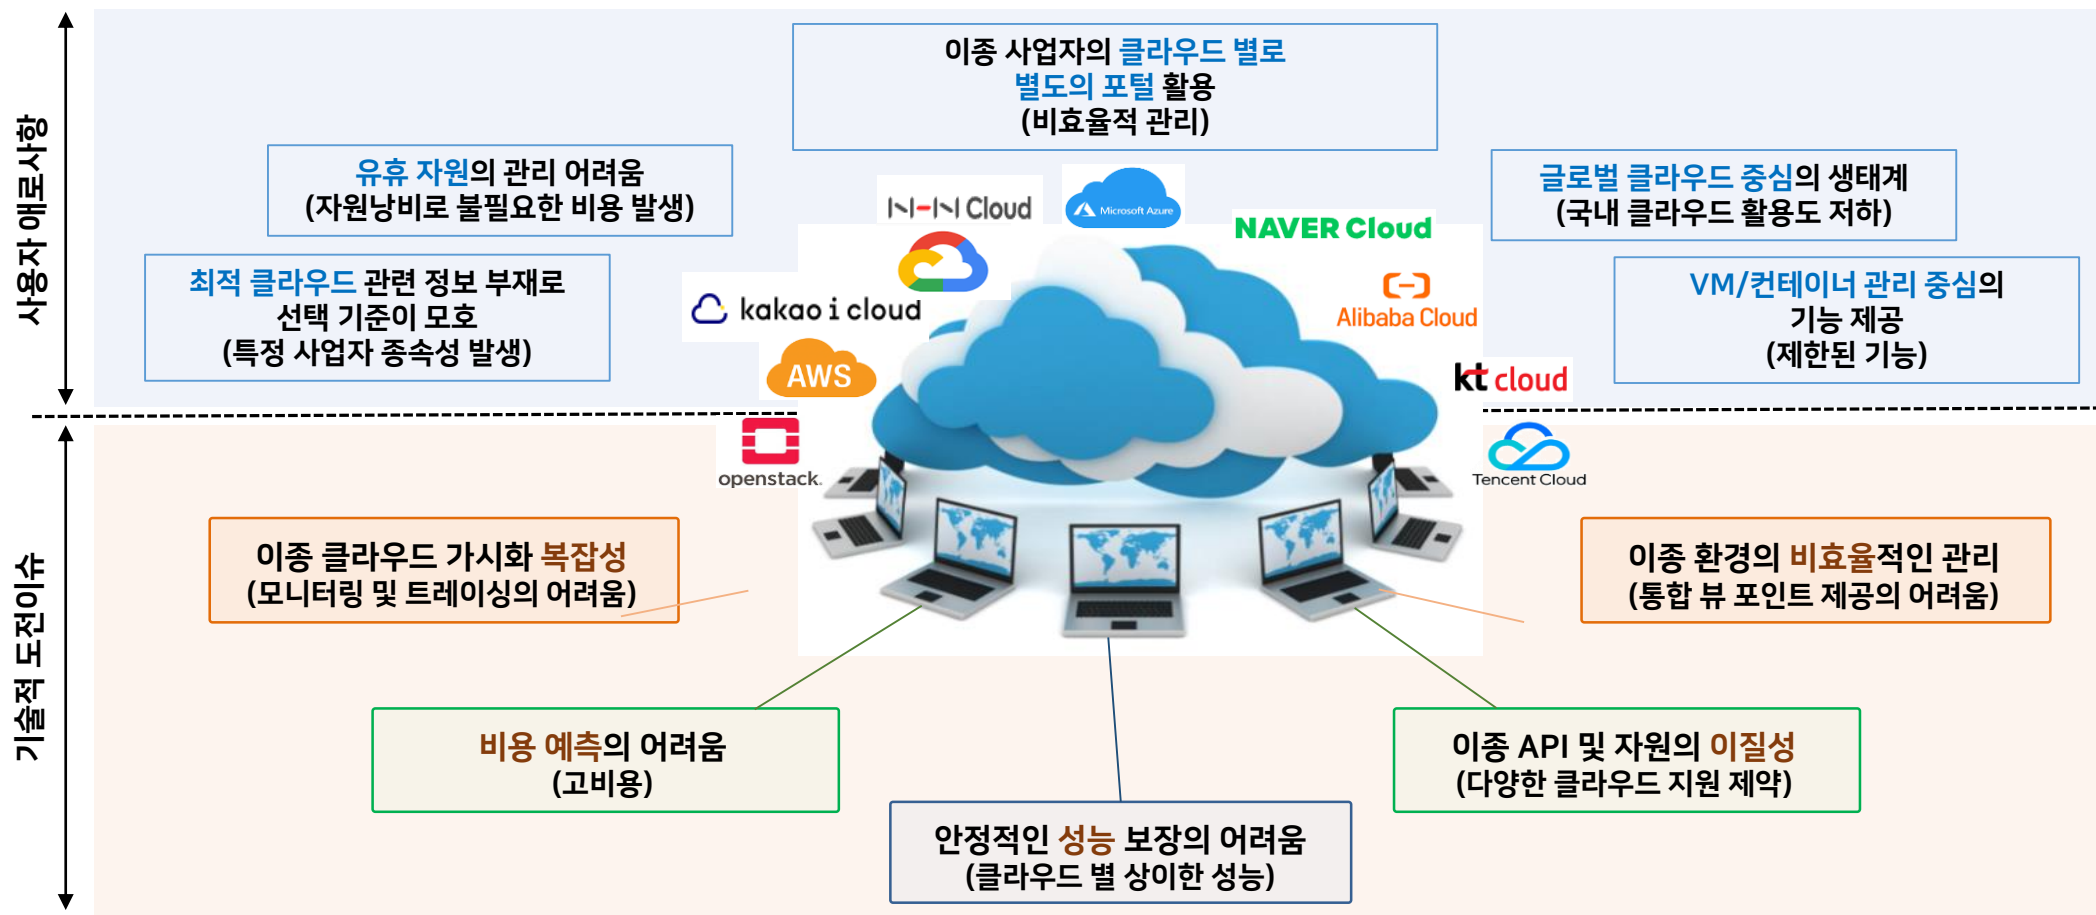 사용자 애로사항
이종 사업자의 클라우드 별로
별도의 포털 활용
(비효율적 관리)
유휴 자원의 관리 어려움
(자원낭비로 불필요한 비용 발생)
글로벌 클라우드 중심의 생태계
(국내 클라우드 활용도 저하)
최적 클라우드 관련 정보 부재로
선택 기준이 모호
(특정 사업자 종속성 발생)
VM/컨테이너 관리 중심의
기능 제공
(제한된 기능)
NHN Cloud
Microsoft Azure
NAVER Cloud
kakao i cloud
Alibaba Cloud
AWS
kt cloud
openstack.
Tencent Cloud
기술적 도전이슈
이종 클라우드 가시화 복잡성
(모니터링 및 트레이싱의 어려움)
이종 환경의 비효율적인 관리
(통합 뷰 포인트 제공의 어려움)
비용 예측의 어려움
(고비용)
이종 API 및 자원의 이질성
(다양한 클라우드 지원 제약)
안정적인 성능 보장의 어려움
(클라우드 별 상이한 성능)